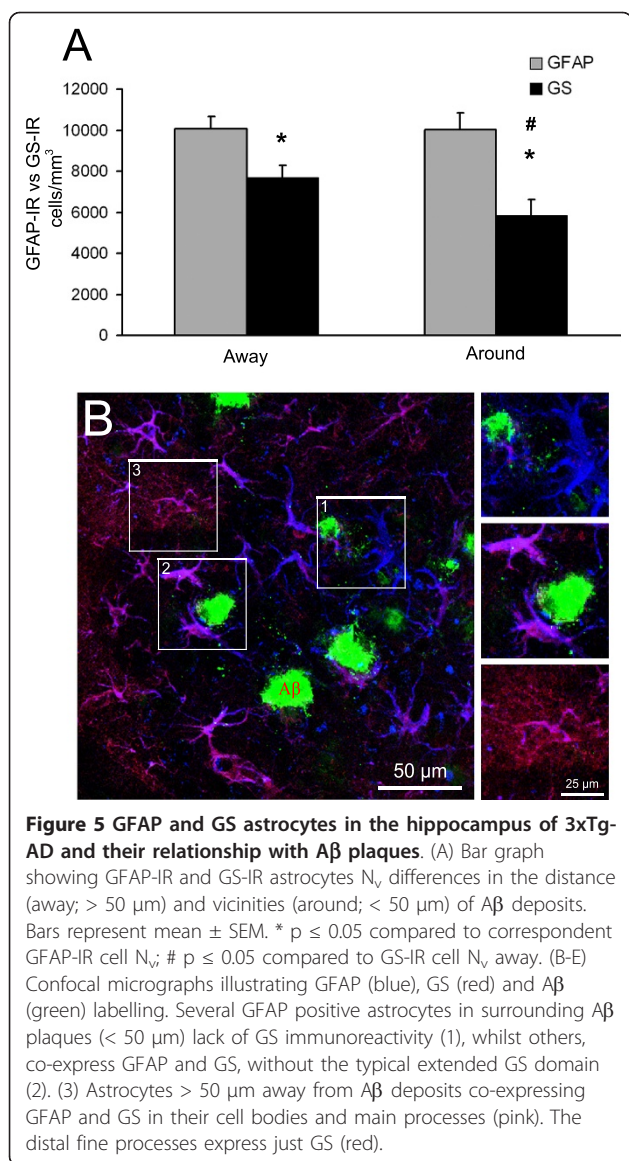 A
GFAP
GS
GFAP-IR vs GS-IR
cells/mm³
12000
10000
8000
6000
4000
2000
0
*
#
*
Away
Around
B
3
1
2
Aβ
50 µm
25 µm
Figure 5 GFAP and GS astrocytes in the hippocampus of 3xTg-
AD and their relationship with Aβ plaques. (A) Bar graph
showing GFAP-IR and GS-IR astrocytes Nᵥ differences in the distance
(away; > 50 μm) and vicinities (around; < 50 μm) of Aβ deposits.
Bars represent mean ± SEM. * p ≤ 0.05 compared to correspondent
GFAP-IR cell Nᵥ; # p ≤ 0.05 compared to GS-IR cell Nᵥ away. (B-E)
Confocal micrographs illustrating GFAP (blue), GS (red) and Aβ
(green) labelling. Several GFAP positive astrocytes in surrounding Aβ
plaques (< 50 μm) lack of GS immunoreactivity (1), whilst others,
co-express GFAP and GS, without the typical extended GS domain
(2). (3) Astrocytes > 50 μm away from Aβ deposits co-expressing
GFAP and GS in their cell bodies and main processes (pink). The
distal fine processes express just GS (red).